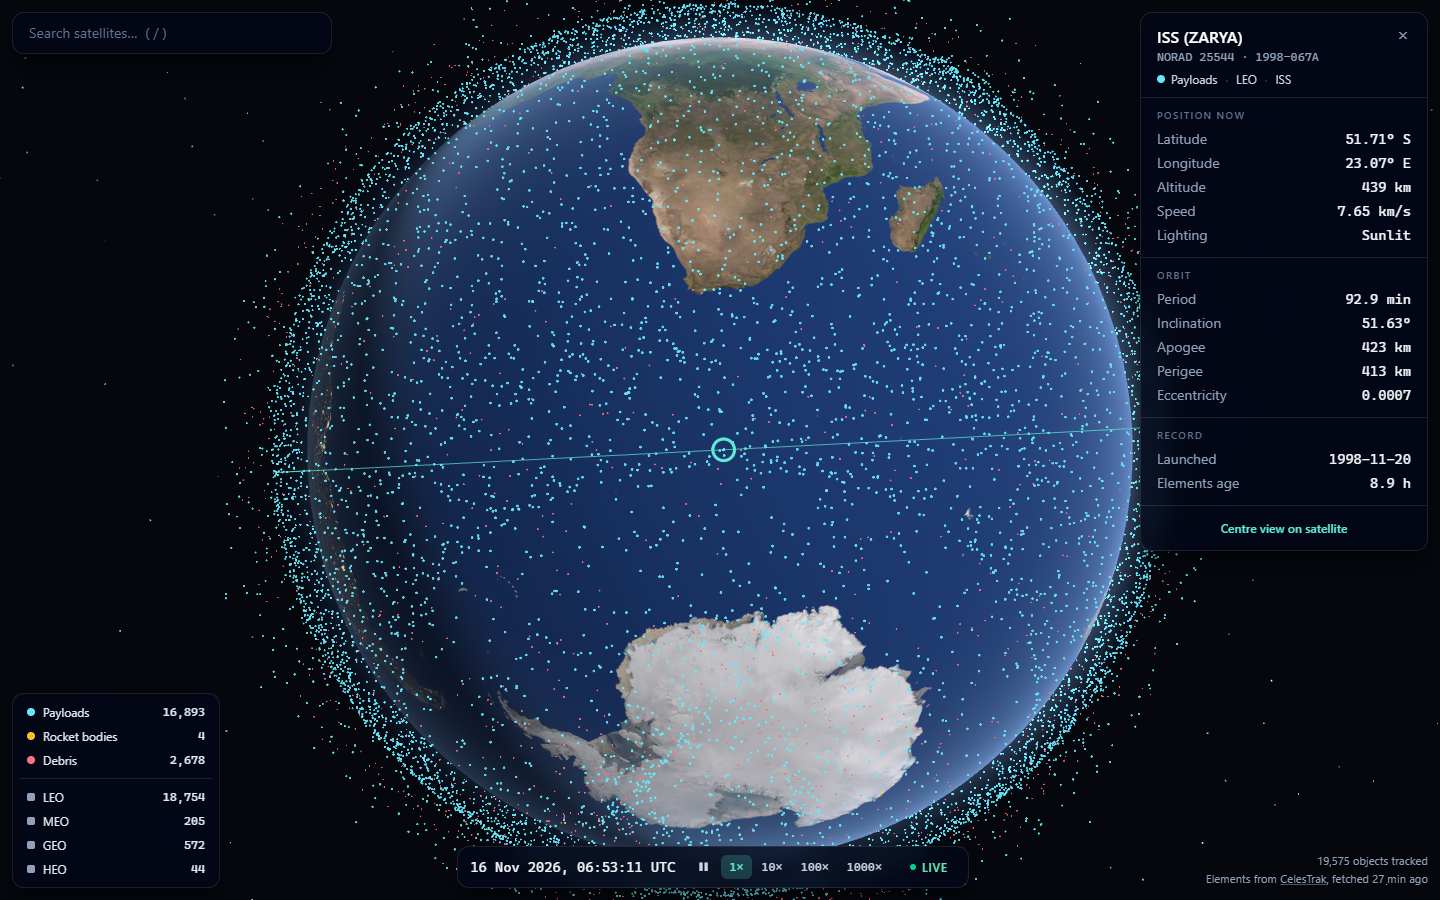 Search satellites... (/)
ISS (ZARYA) ×
NORAD 25544 · 1998-067A
Payloads · LEO · ISS
POSITION NOW
Latitude 51.71° S
Longitude 23.07° E
Altitude 439 km
Speed 7.65 km/s
Lighting Sunlit
ORBIT
Period 92.9 min
Inclination 51.63°
Apogee 423 km
Perigee 413 km
Eccentricity 0.0007
RECORD
Launched 1998-11-20
Elements age 8.9 h
Centre view on satellite
Payloads 16,893
Rocket bodies 4
Debris 2,678
LEO 18,754
MEO 205
GEO 572
HEO 44
16 Nov 2026, 06:53:11 UTC 1× 10× 100× 1000× LIVE
19,575 objects tracked
Elements from CelesTrak, fetched 27 min ago